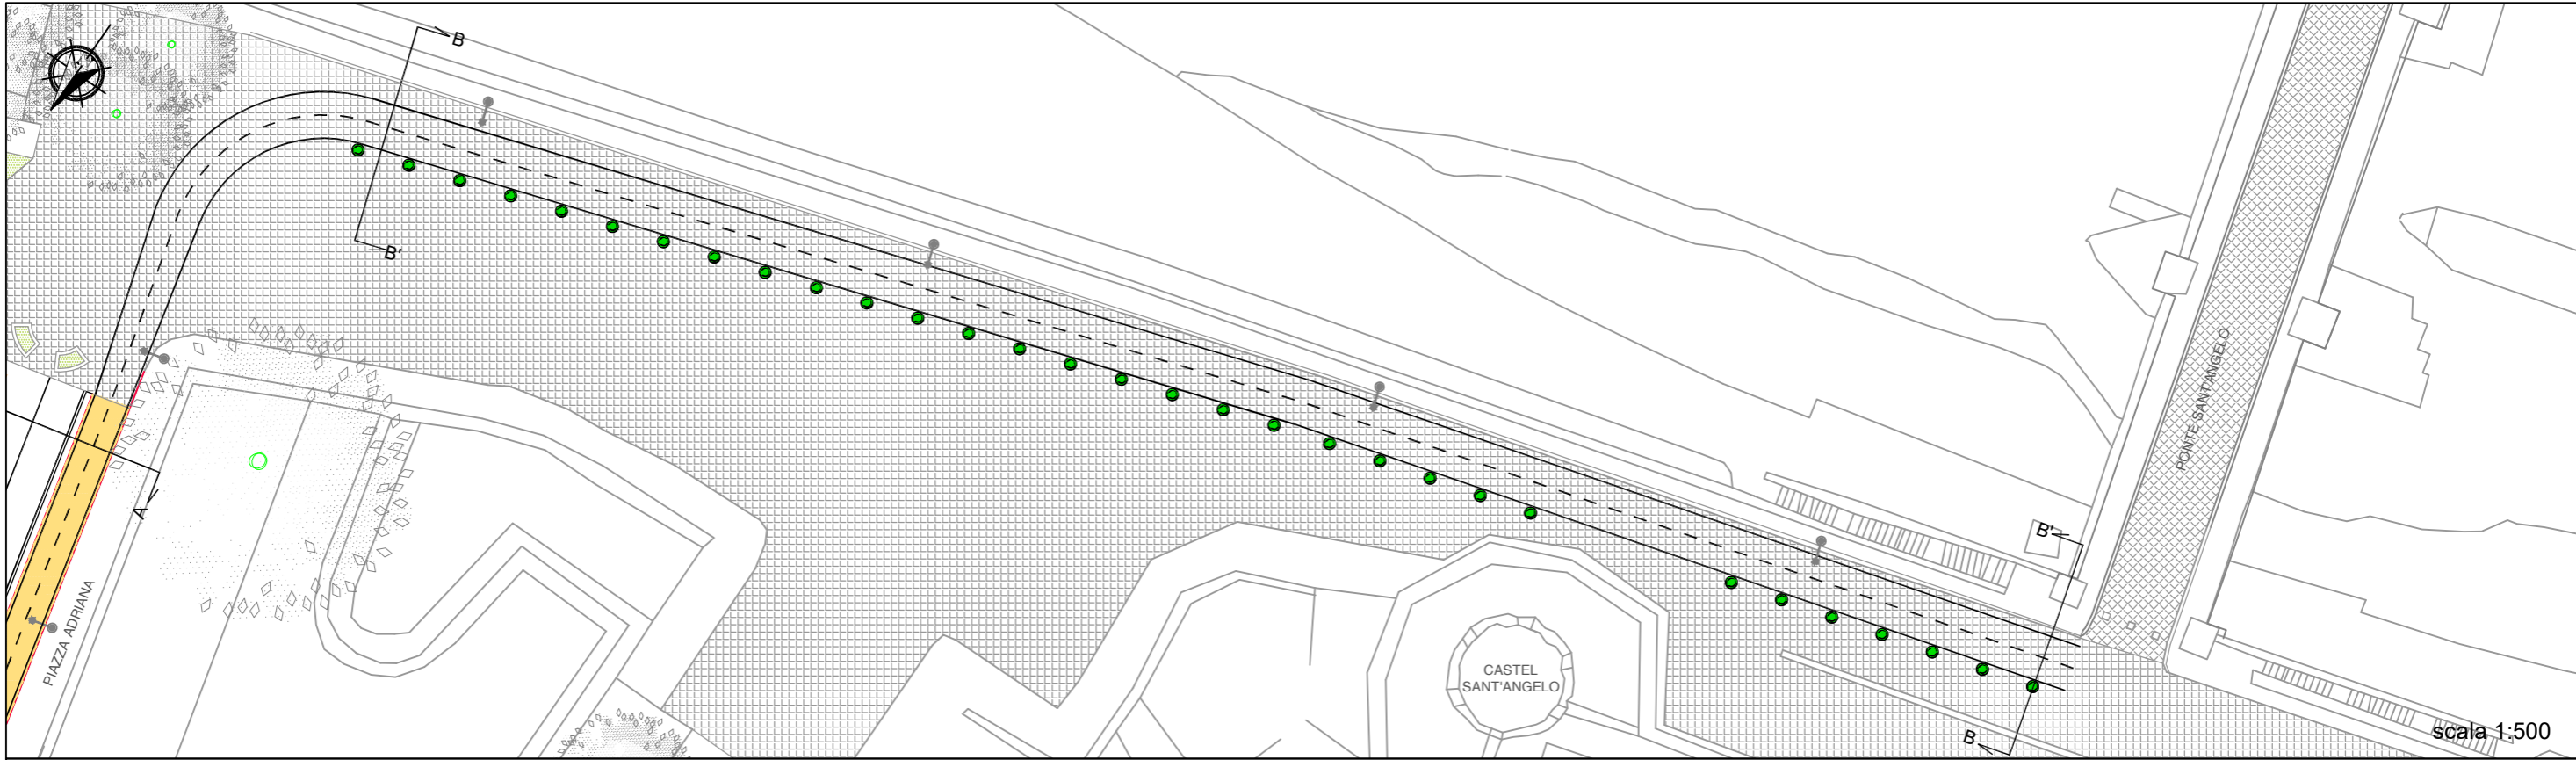 B
B'
A
PIAZZA ADRIANA
CASTEL
SANT'ANGELO
PONTE SANT'ANGELO
B'
B
scala 1:500